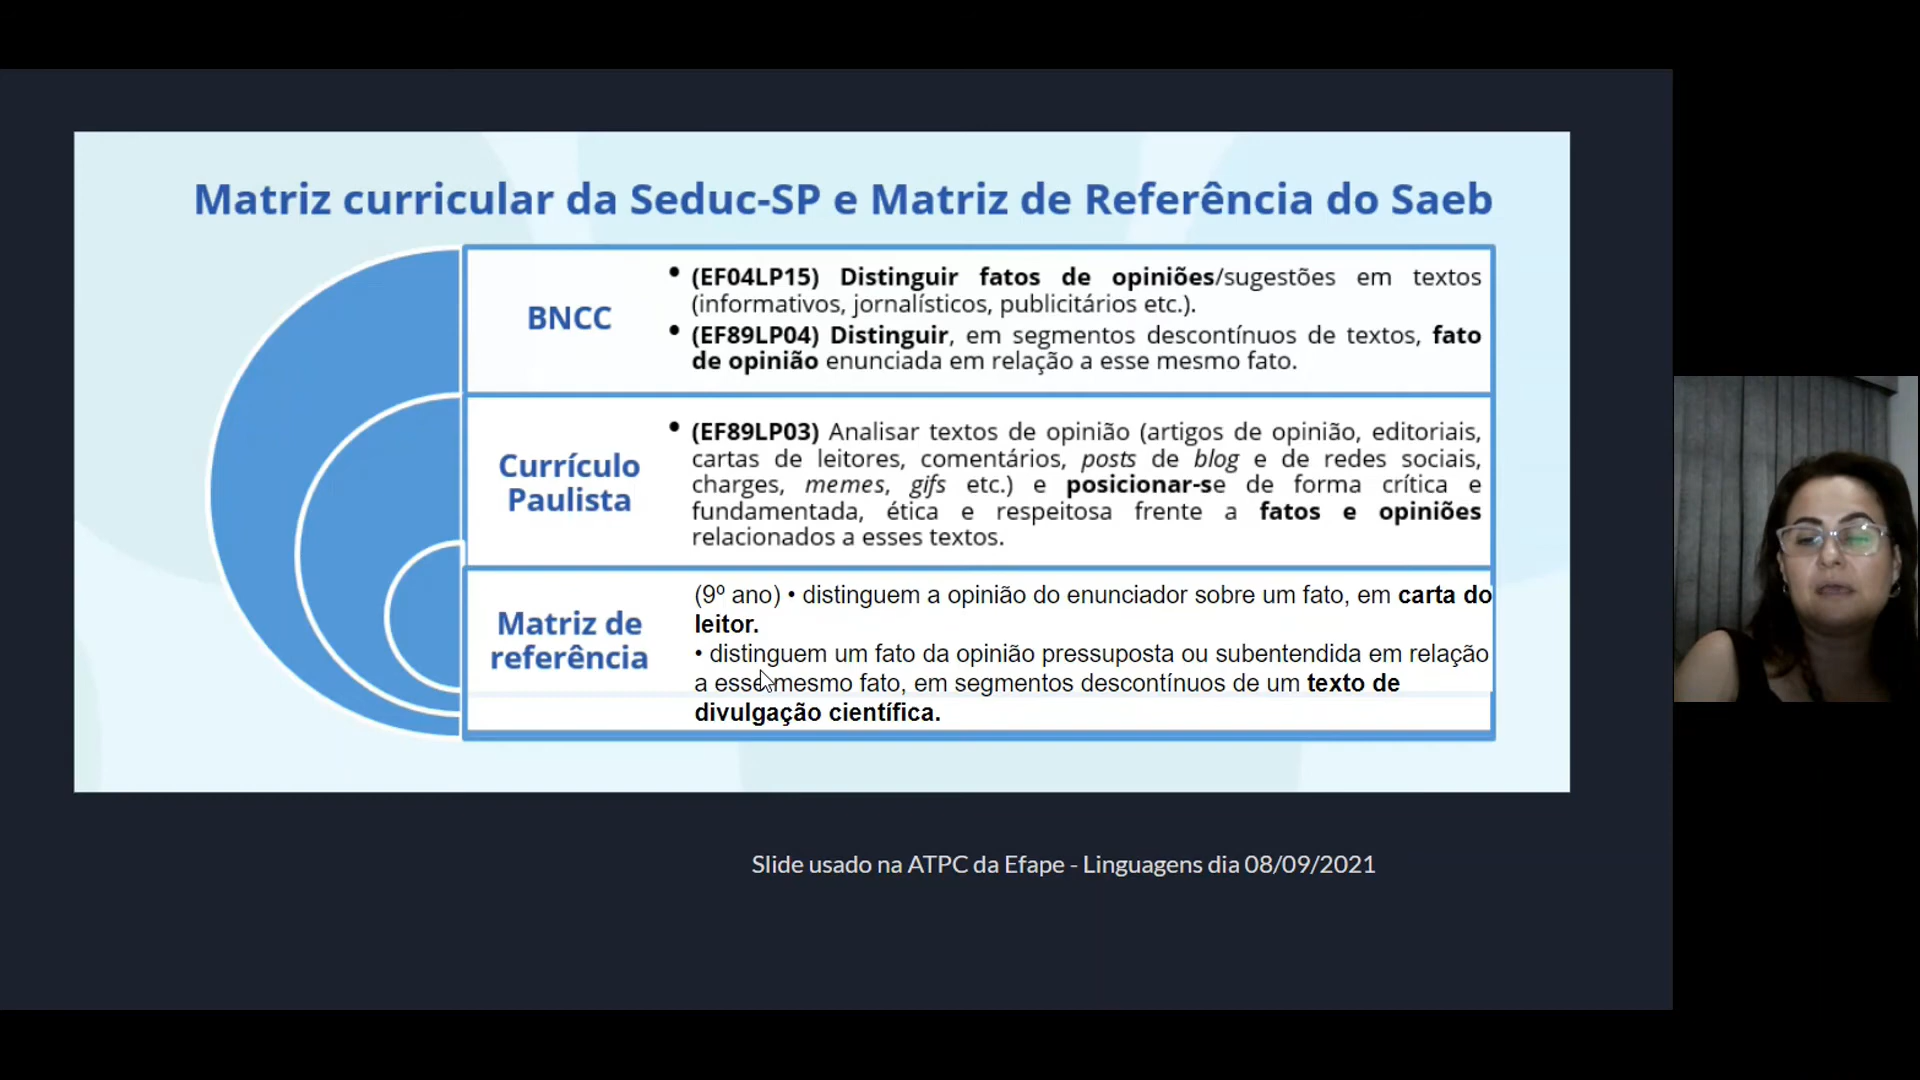 Matriz curricular da Seduc-SP e Matriz de Referência do Saeb
BNCC
• (EF04LP15) Distinguir fatos de opiniões/sugestões em textos
(informativos, jornalísticos, publicitários etc.).
• (EF89LP04) Distinguir, em segmentos descontínuos de textos, fato
de opinião enunciada em relação a esse mesmo fato.
Currículo
Paulista
• (EF89LP03) Analisar textos de opinião (artigos de opinião, editoriais,
cartas de leitores, comentários, posts de blog e de redes sociais,
charges, memes, gifs etc.) e posicionar-se de forma crítica e
fundamentada, ética e respeitosa frente a fatos e opiniões
relacionados a esses textos.
Matriz de
referência
(9º ano) • distinguem a opinião do enunciador sobre um fato, em carta do
leitor.
• distinguem um fato da opinião pressuposta ou subentendida em relação
a esse mesmo fato, em segmentos descontínuos de um texto de
divulgação científica.
Slide usado na ATPC da Efape - Linguagens dia 08/09/2021